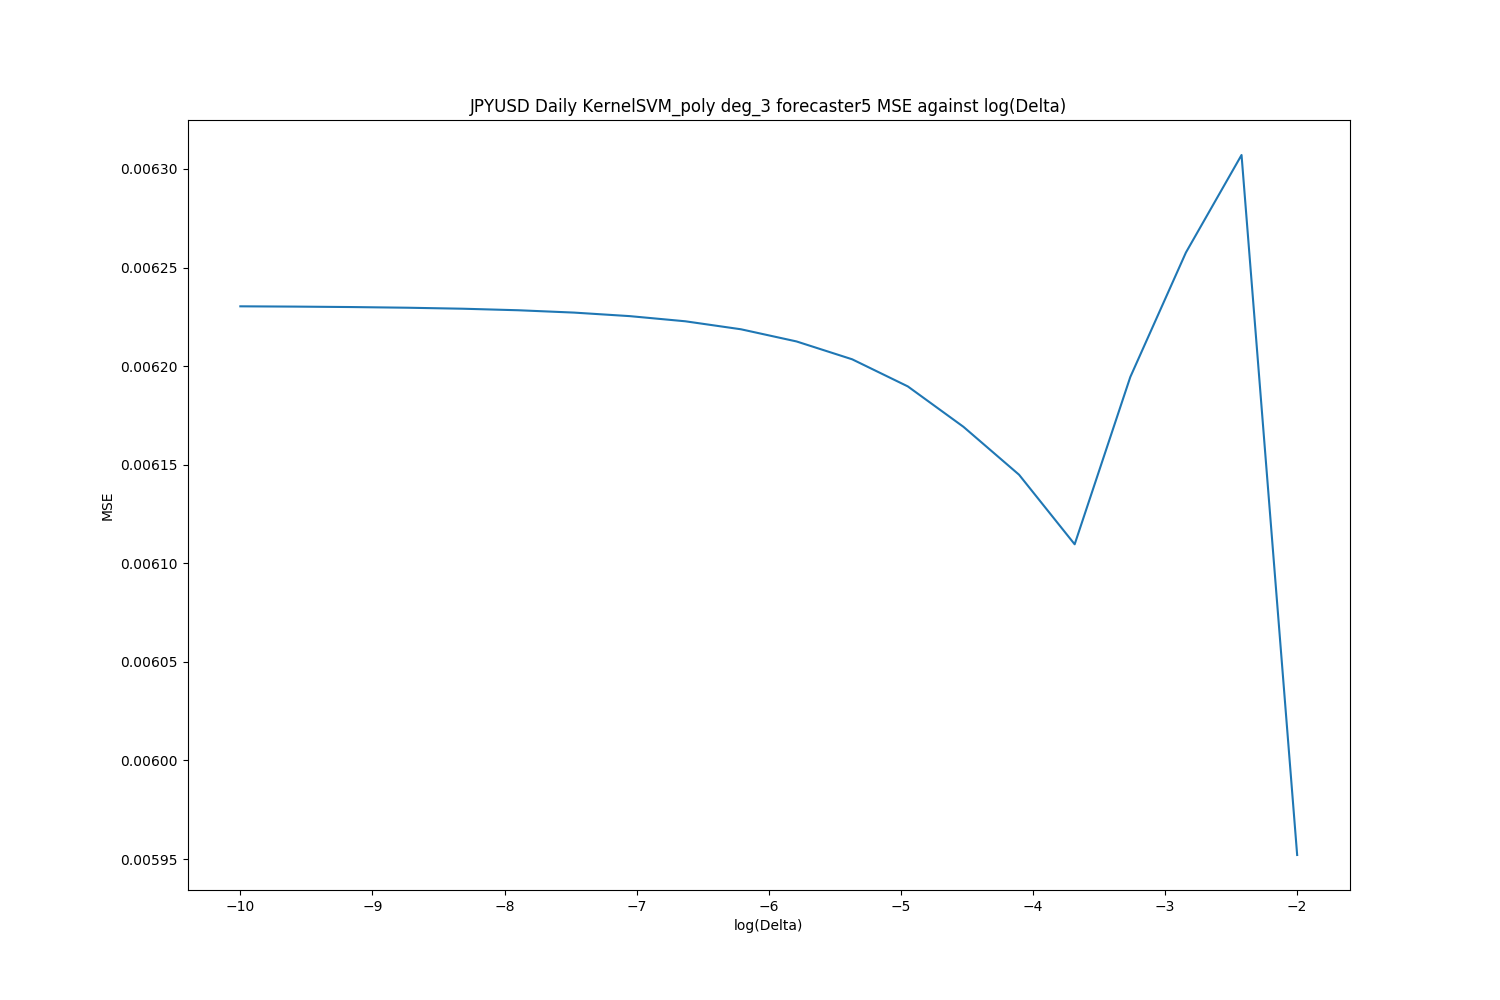 JPYUSD Daily KernelSVM_poly deg_3 forecaster5 MSE against log(Delta)
0.00630
0.00625
0.00620
0.00615
0.00610
0.00605
0.00600
0.00595
MSE
−10 −9 −8 −7 −6 −5 −4 −3 −2
log(Delta)